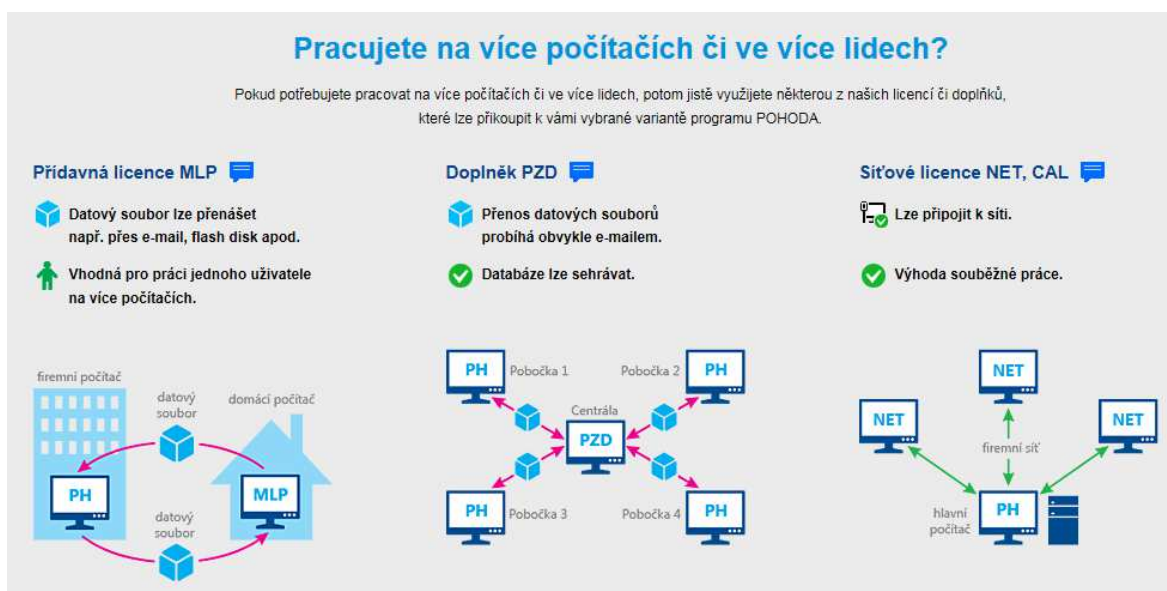 Pracujete na více počítačích či ve více lidech?
Pokud potřebujete pracovat na více počítačích či ve více lidech, potom jistě využijete některou z našich licencí či doplňků,
které lze přikoupit k vámi vybrané variantě programu POHODA.
Přídavná licence MLP
Datový soubor lze přenášet
např. přes e-mail, flash disk apod.
Vhodná pro práci jednoho uživatele
na více počítačích.
firemní počítač
datový
soubor
domácí počítač
PH
MLP
datový
soubor
Doplněk PZD
Přenos datových souborů
probíhá obvykle e-mailem.
Databáze lze sehrávat.
PH
Pobočka 1
Pobočka 2
PH
Centrála
PZD
PH
Pobočka 3
Pobočka 4
PH
Síťové licence NET, CAL
Lze připojit k síti.
Výhoda souběžné práce.
NET
NET
NET
firemní síť
hlavní
počítač
PH